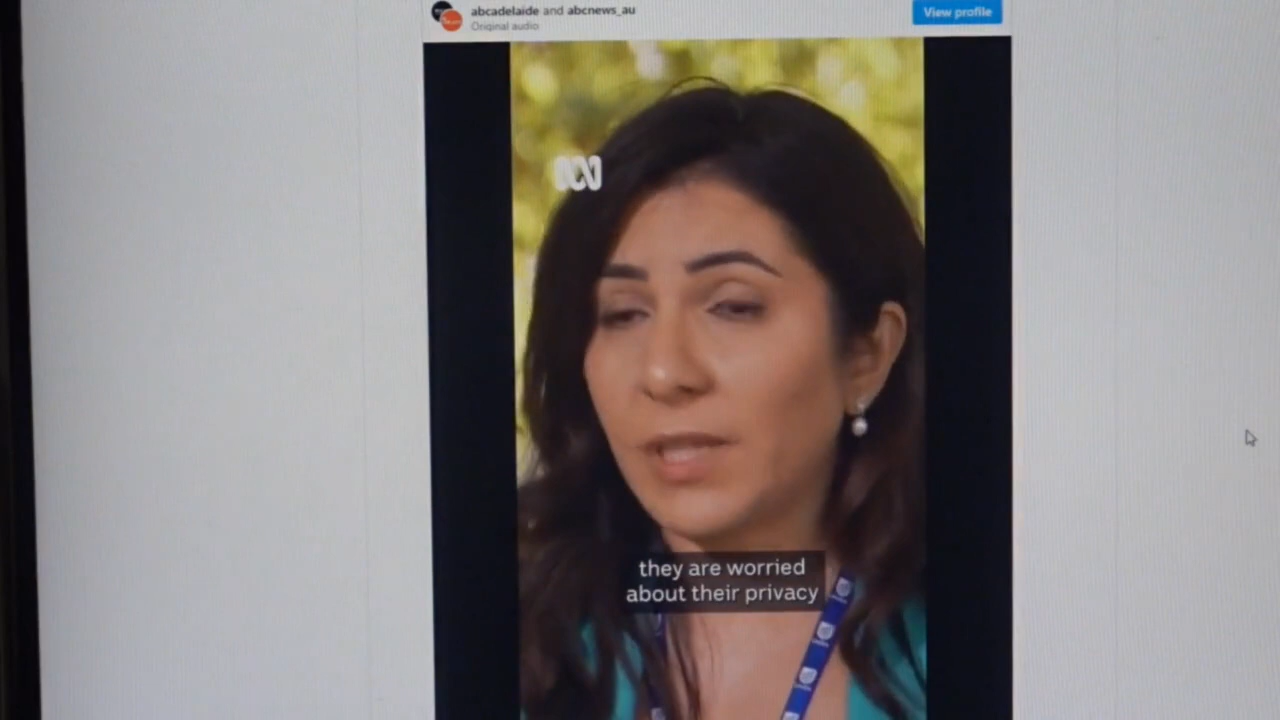 abcadelaide and abcnews_au
Original audio
View profile
they are worried
about their privacy